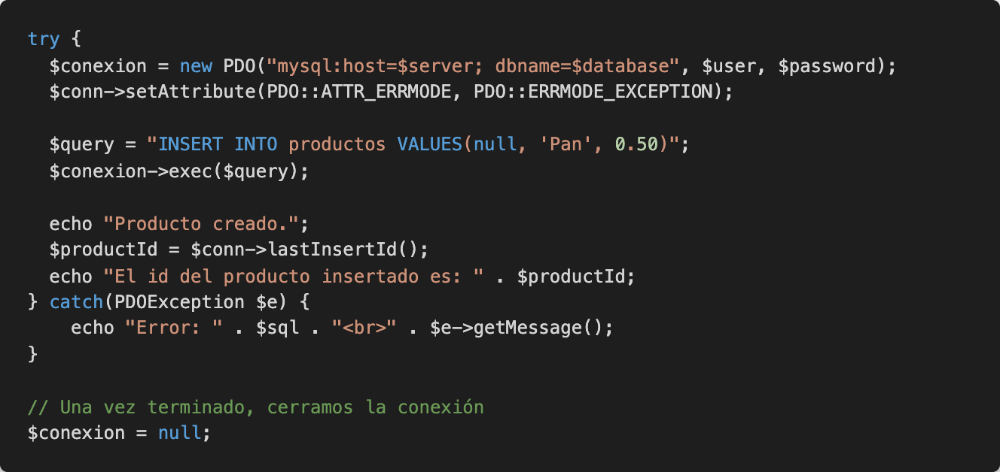 try {
  $conexion = new PDO("mysql:host=$server; dbname=$database", $user, $password);
  $conn->setAttribute(PDO::ATTR_ERRMODE, PDO::ERRMODE_EXCEPTION);

  $query = "INSERT INTO productos VALUES(null, 'Pan', 0.50)";
  $conexion->exec($query);

  echo "Producto creado.";
  $productId = $conn->lastInsertId();
  echo "El id del producto insertado es: " . $productId;
} catch(PDOException $e) {
    echo "Error: " . $sql . "<br>" . $e->getMessage();
}

// Una vez terminado, cerramos la conexión
$conexion = null;